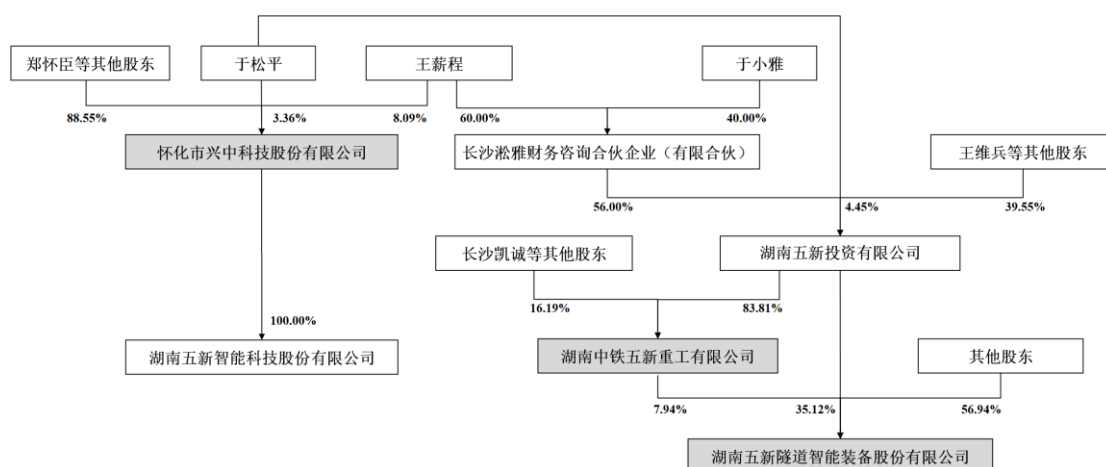 郑怀臣等其他股东
于松平
王薪程
于小雅
88.55%
3.36%
8.09%
60.00%
40.00%
怀化市兴中科技股份有限公司
长沙淞雅财务咨询合伙企业（有限合伙）
王维兵等其他股东
56.00%
4.45%
39.55%
长沙凯诚等其他股东
湖南五新投资有限公司
16.19%
83.81%
100.00%
湖南五新智能科技股份有限公司
湖南中铁五新重工有限公司
其他股东
7.94%
35.12%
56.94%
湖南五新隧道智能装备股份有限公司